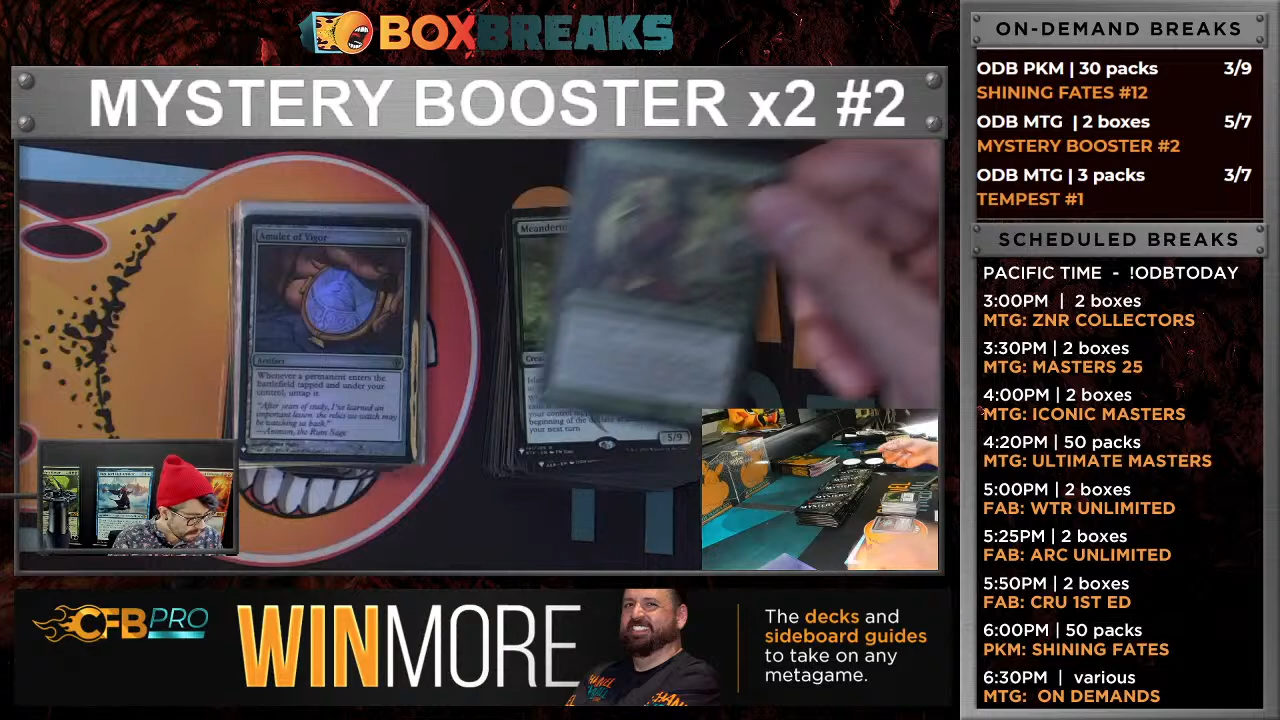 BOXBREAKS
MYSTERY BOOSTER x2 #2
Amulet of Vigor
1
Artifact
Whenever a permanent enters the
battlefield tapped and under your
control, untap it.
"After years of study, I've learned an
important lesson: the relics we watch may
be watching us back."
5/9
your next turn
CFB PRO
WINMORE
The decks and
sideboard guides
to take on any
metagame.
ON-DEMAND BREAKS
ODB PKM | 30 packs 3/9
SHINING FATES #12
ODB MTG | 2 boxes 5/7
MYSTERY BOOSTER #2
ODB MTG | 3 packs 3/7
TEMPEST #1
SCHEDULED BREAKS
PACIFIC TIME - !ODBTODAY
3:00PM | 2 boxes
MTG: ZNR COLLECTORS
3:30PM | 2 boxes
MTG: MASTERS 25
4:00PM | 2 boxes
MTG: ICONIC MASTERS
4:20PM | 50 packs
MTG: ULTIMATE MASTERS
5:00PM | 2 boxes
FAB: WTR UNLIMITED
5:25PM | 2 boxes
FAB: ARC UNLIMITED
5:50PM | 2 boxes
FAB: CRU 1ST ED
6:00PM | 50 packs
PKM: SHINING FATES
6:30PM | various
MTG: ON DEMANDS